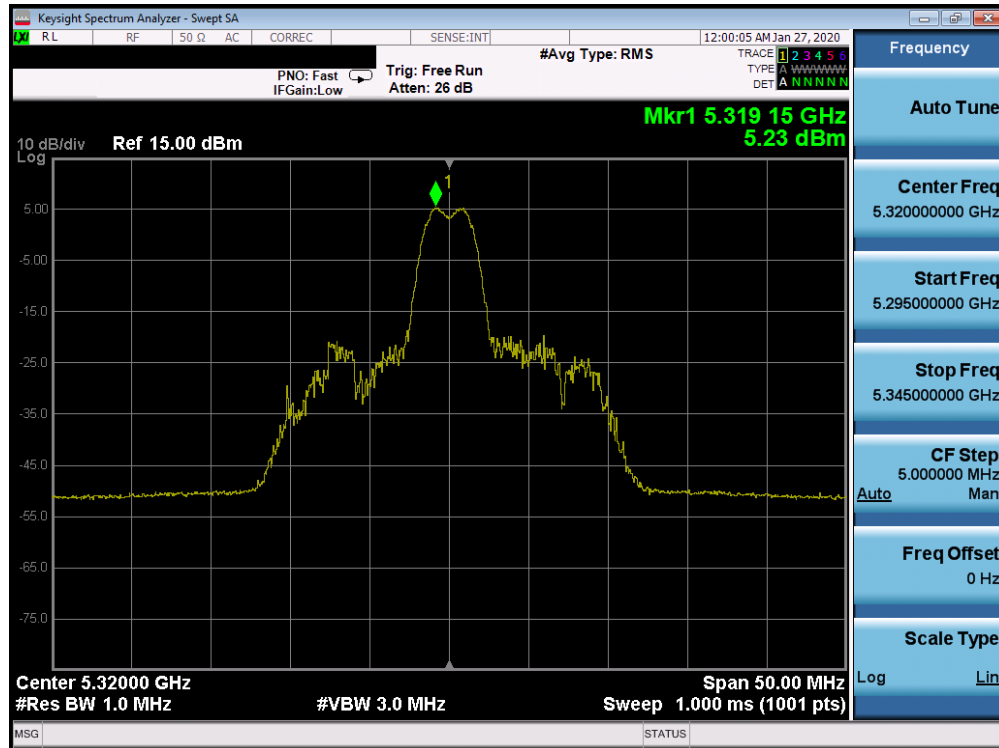 Keysight Spectrum Analyzer - Swept SA
LXI RL RF 50 Ω AC CORREC SENSE:INT 12:00:05 AM Jan 27, 2020
PNO: Fast
IFGain:Low
Trig: Free Run
Atten: 26 dB
#Avg Type: RMS
TRACE 1 2 3 4 5 6
TYPE A WWWWW
DET A N N N N N
Mkr1 5.319 15 GHz
5.23 dBm
10 dB/div
Log
Ref 15.00 dBm
1
5.00
-5.00
-15.0
-25.0
-35.0
-45.0
-55.0
-65.0
-75.0
Center 5.32000 GHz
Span 50.00 MHz
#Res BW 1.0 MHz
#VBW 3.0 MHz
Sweep 1.000 ms (1001 pts)
MSG
STATUS
Frequency
Auto Tune
Center Freq
5.320000000 GHz
Start Freq
5.295000000 GHz
Stop Freq
5.345000000 GHz
CF Step
5.000000 MHz
Auto Man
Freq Offset
0 Hz
Scale Type
Log Lin